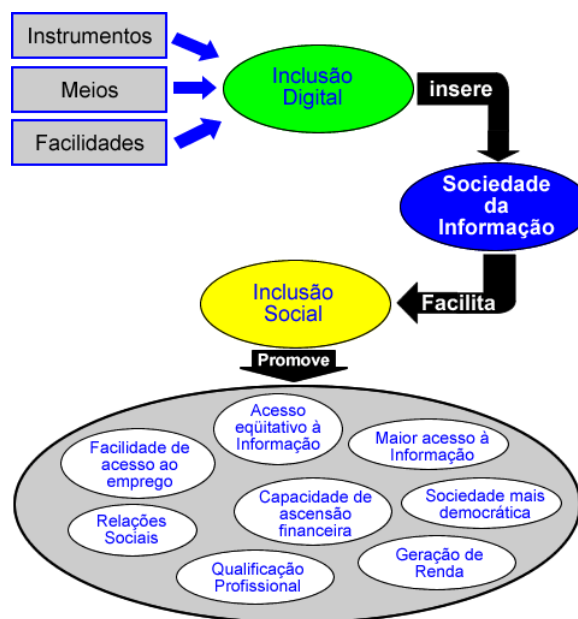 Instrumentos
Meios
Facilidades
Inclusão
Digital
insere
Sociedade
da
Informação
Facilita
Inclusão
Social
Promove
Acesso
eqüitativo à
Informação
Maior acesso à
Informação
Facilidade de
acesso ao
emprego
Capacidade de
ascensão
financeira
Sociedade mais
democrática
Relações
Sociais
Qualificação
Profissional
Geração de
Renda